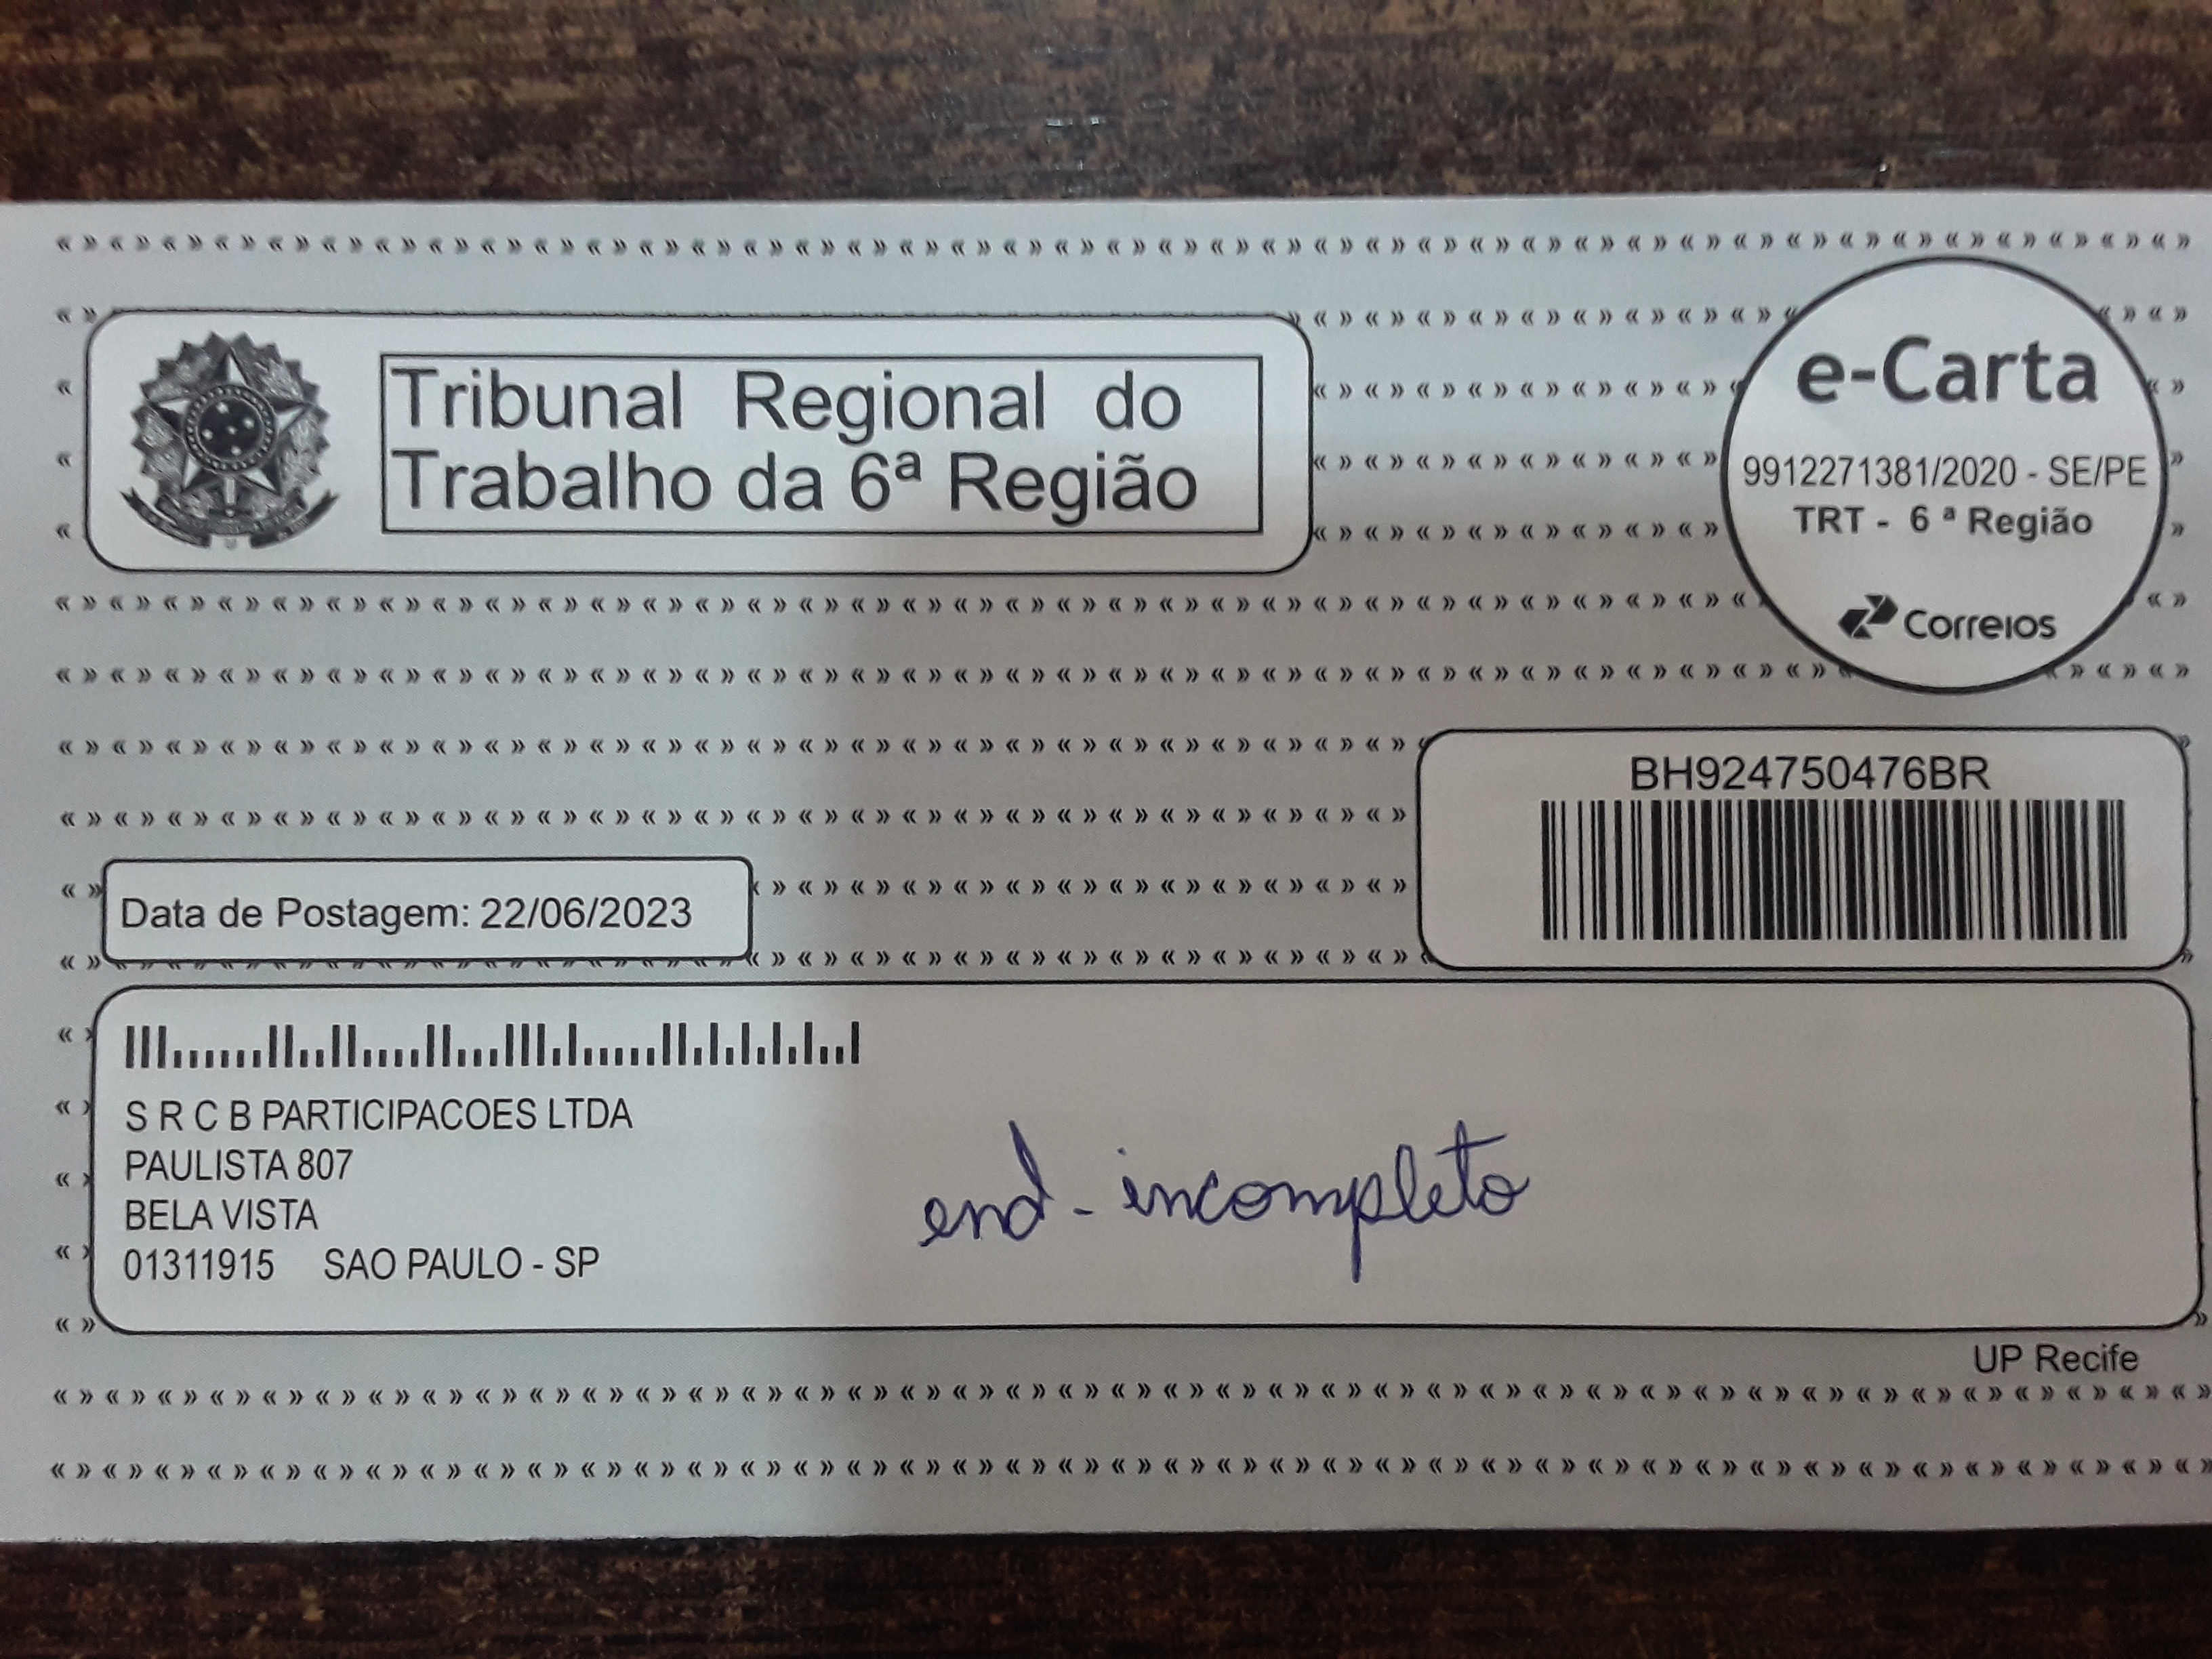 Tribunal Regional do
Trabalho da 6ª Região
e-Carta
9912271381/2020 - SE/PE
TRT - 6ª Região
Correios
Data de Postagem: 22/06/2023
BH924750476BR
S R C B PARTICIPACOES LTDA
PAULISTA 807
BELA VISTA
01311915 SAO PAULO - SP
end - incompleto
UP Recife